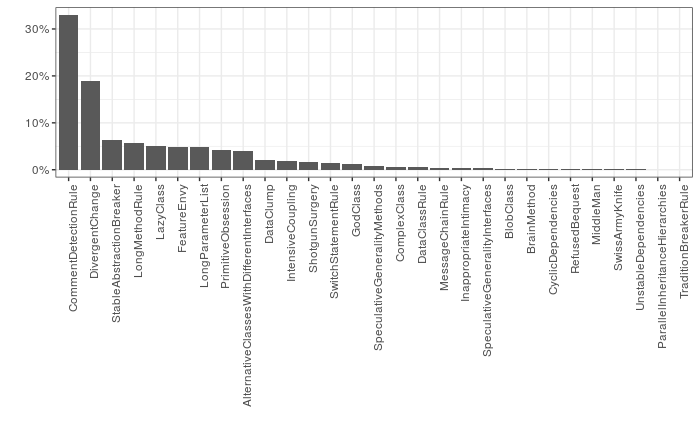 30%
20%
10%
0%
CommentDetectionRule
DivergentChange
StableAbstractionBreaker
LongMethodRule
LazyClass
FeatureEnvy
LongParameterList
PrimitiveObsession
AlternativeClassesWithDifferentInterfaces
DataClump
IntensiveCoupling
ShotgunSurgery
SwitchStatementRule
GodClass
SpeculativeGeneralityMethods
ComplexClass
DataClassRule
MessageChainRule
InappropriateIntimacy
SpeculativeGeneralityInterfaces
BlobClass
BrainMethod
CyclicDependencies
RefusedBequest
MiddleMan
SwissArmyKnife
UnstableDependencies
ParallelInheritanceHierarchies
TraditionBreakerRule